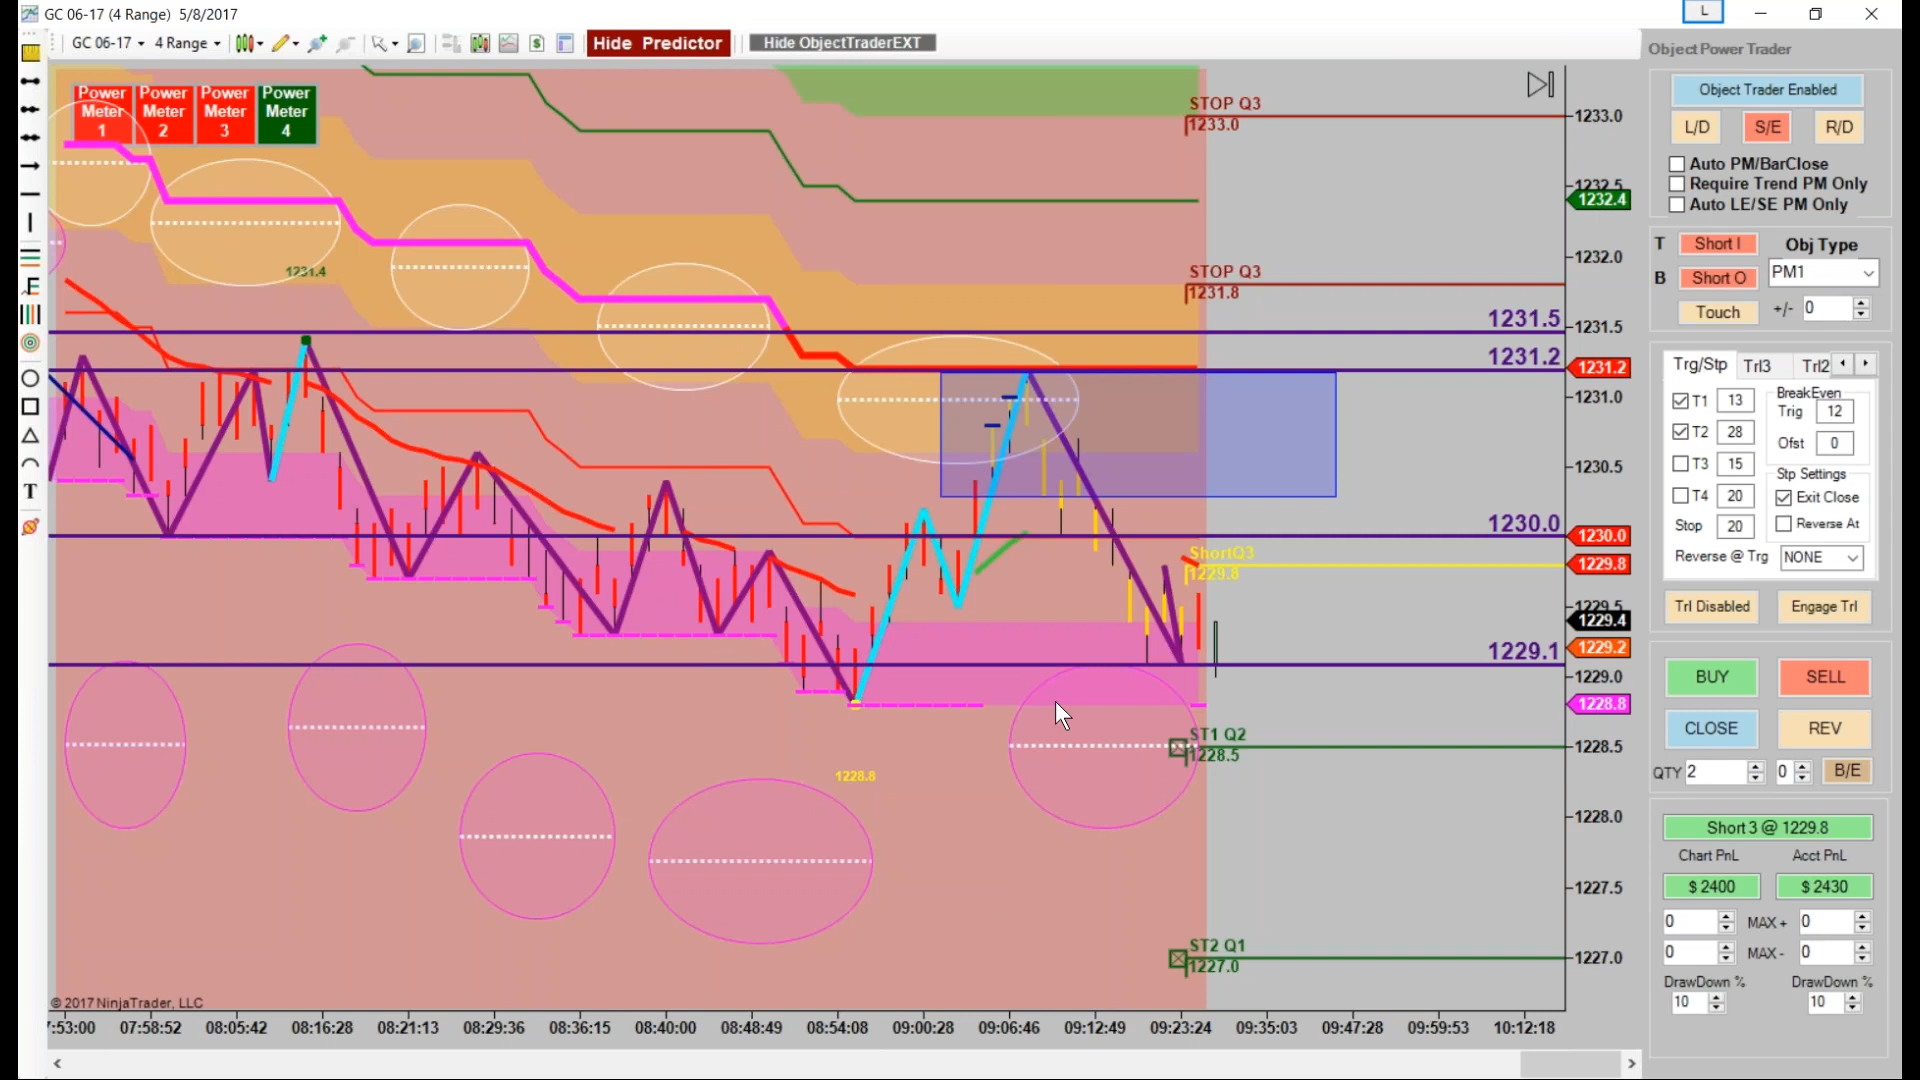 GC 06-17 (4 Range)  5/8/2017
L
GC 06-17
4 Range
Hide Predictor
Hide ObjectTraderEXT
Object Power Trader
Power Meter 1
Power Meter 2
Power Meter 3
Power Meter 4
Object Trader Enabled
L/D
S/E
R/D
Auto PM/BarClose
Require Trend PM Only
Auto LE/SE PM Only
T
Short I
Obj Type
B
Short O
PM1
Touch
+/-
0
Trg/Stp
Trl3
Trl2
T1
13
BreakEven
Trig
12
T2
28
Ofst
0
T3
15
Stp Settings
T4
20
Exit Close
Stop
20
Reverse At
Reverse @ Trg
NONE
Trl Disabled
Engage Trl
BUY
SELL
CLOSE
REV
QTY
2
0
B/E
Short 3 @ 1229.8
Chart PnL
Acct PnL
$ 2400
$ 2430
0
MAX +
0
0
MAX -
0
DrawDown %
DrawDown %
10
10
STOP Q3
1233.0
STOP Q3
1231.8
1231.4
1231.5
1231.2
1230.0
ShortQ3
1229.8
1229.1
ST1 Q2
1228.5
1228.8
ST2 Q1
1227.0
1233.0
1232.5
1232.4
1232.0
1231.5
1231.2
1231.0
1230.5
1230.0
1229.8
1229.5
1229.4
1229.2
1229.0
1228.8
1228.5
1228.0
1227.5
1227.0
© 2017 NinjaTrader, LLC
7:53:00
07:58:52
08:05:42
08:16:28
08:21:13
08:29:36
08:36:15
08:40:00
08:48:49
08:54:08
09:00:28
09:06:46
09:12:49
09:23:24
09:35:03
09:47:28
09:59:53
10:12:18